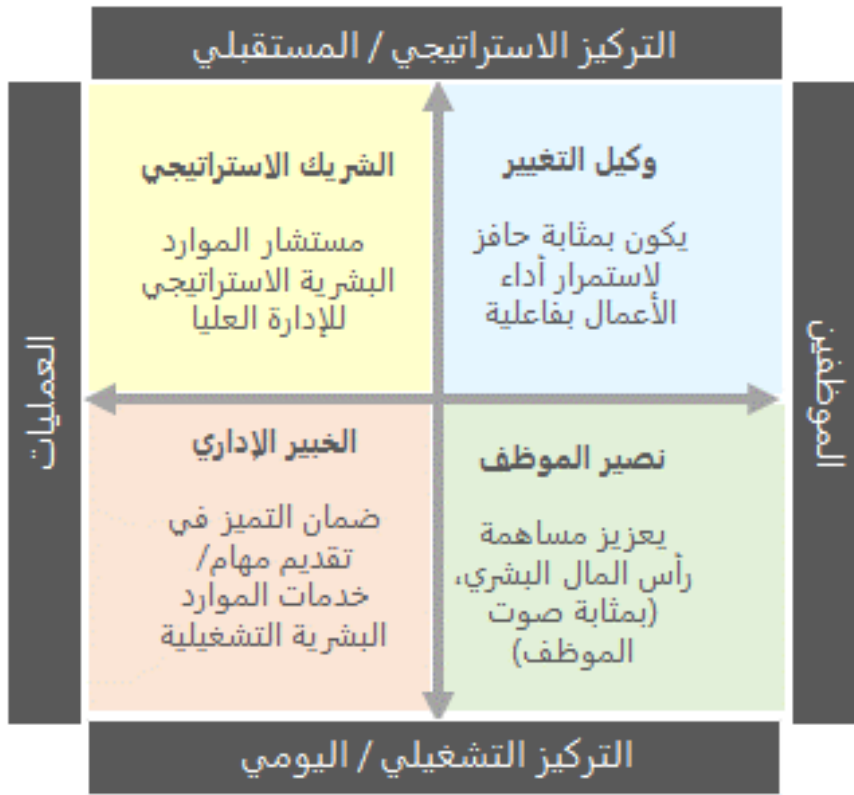 التركيز الاستراتيجي / المستقبلي
الموظفين
وكيل التغيير
يكون بمثابة حافز
لاستمرار أداء
الأعمال بفاعلية
الشريك الاستراتيجي
مستشار الموارد
البشرية الاستراتيجي
للإدارة العليا
العمليات
نصير الموظف
يعزيز مساهمة
رأس المال البشري،
(بمثابة صوت
الموظف)
الخبير الإداري
ضمان التميز في
تقديم مهام/
خدمات الموارد
البشرية التشغيلية
التركيز التشغيلي / اليومي